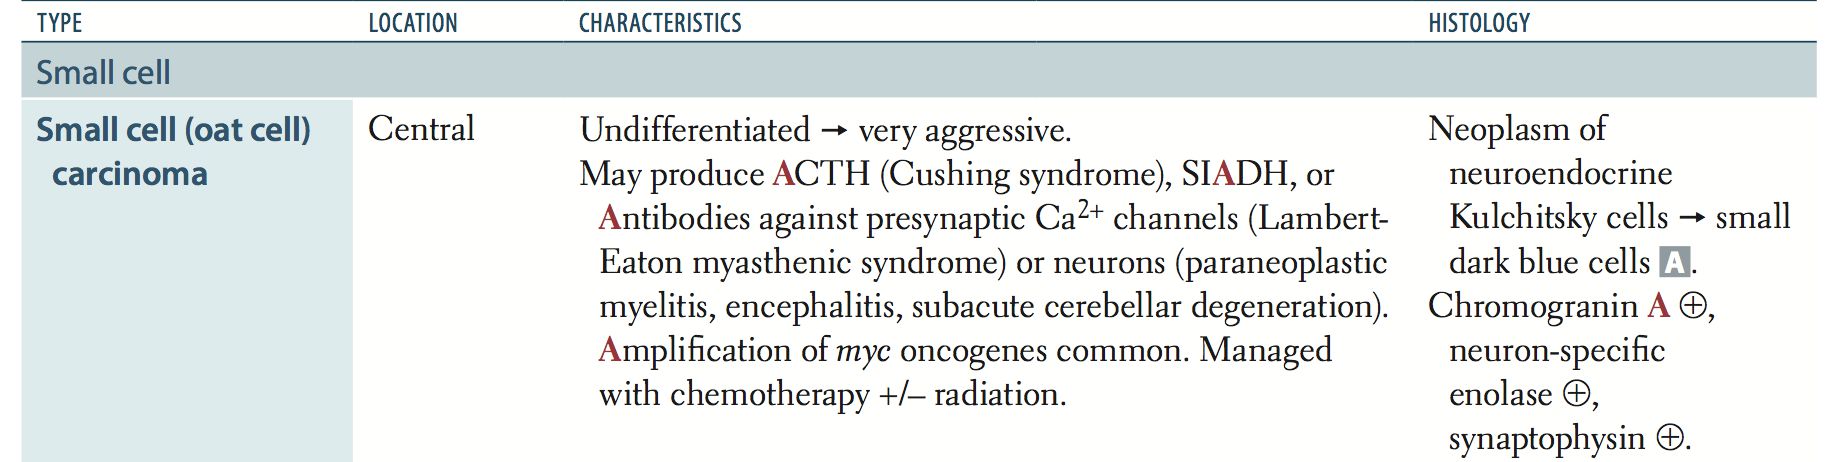 TYPE LOCATION CHARACTERISTICS HISTOLOGY
Small cell
Small cell (oat cell)
carcinoma
Central
Undifferentiated → very aggressive.
May produce ACTH (Cushing syndrome), SIADH, or
Antibodies against presynaptic Ca²⁺ channels (Lambert-
Eaton myasthenic syndrome) or neurons (paraneoplastic
myelitis, encephalitis, subacute cerebellar degeneration).
Amplification of myc oncogenes common. Managed
with chemotherapy +/– radiation.
Neoplasm of
neuroendocrine
Kulchitsky cells → small
dark blue cells A.
Chromogranin A ⊕,
neuron-specific
enolase ⊕,
synaptophysin ⊕.